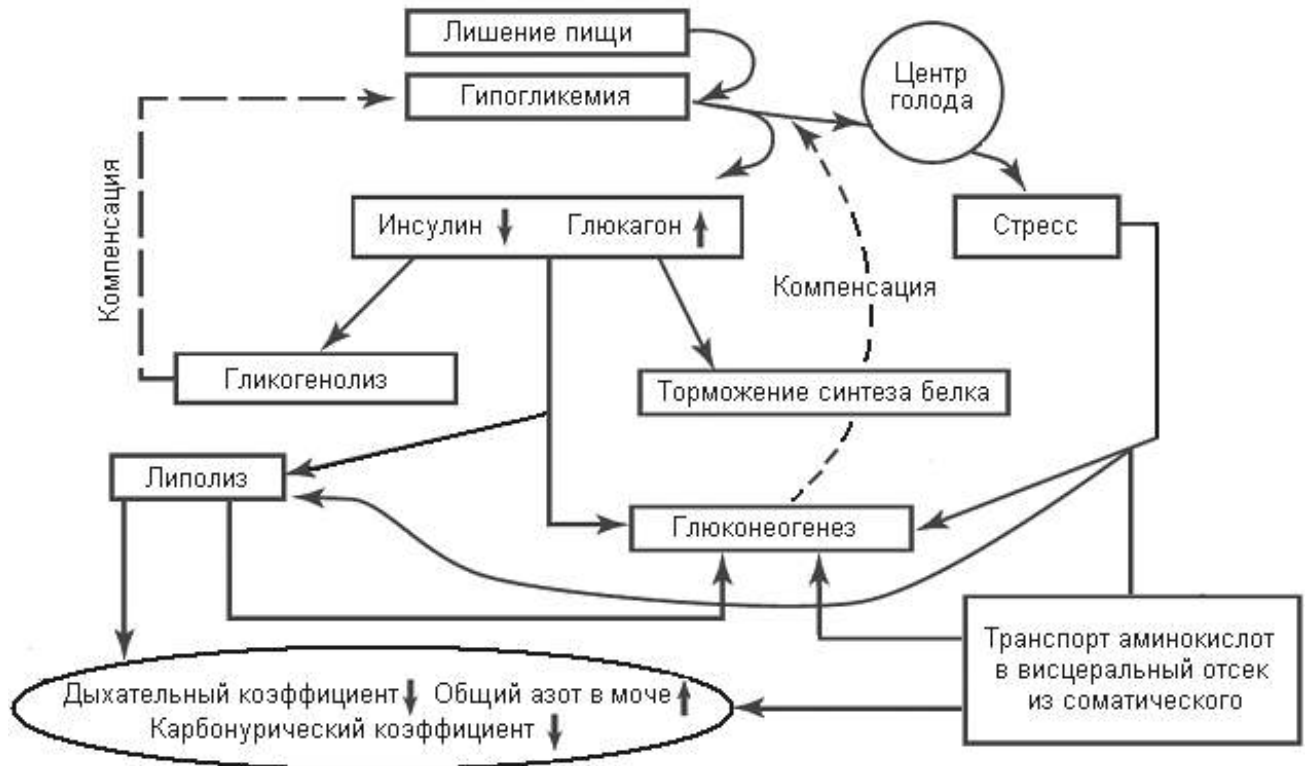 Лишение пищи
Гипогликемия
Центр
голода
Компенсация
Инсулин
Глюкагон
Стресс
Компенсация
Гликогенолиз
Торможение синтеза белка
Липолиз
Глюконеогенез
Транспорт аминокислот
в висцеральный отсек
из соматического
Дыхательный коэффициент
Общий азот в моче
Карбонурический коэффициент